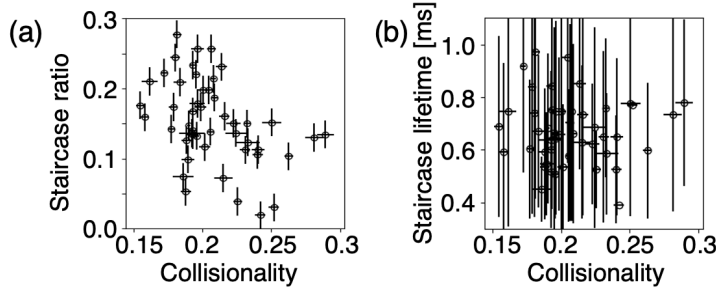 (a)
Staircase ratio
0.3
0.2
0.1
0.0
0.15 0.2 0.25 0.3
Collisionality
(b)
Staircase lifetime [ms]
1.0
0.8
0.6
0.4
0.15 0.2 0.25 0.3
Collisionality